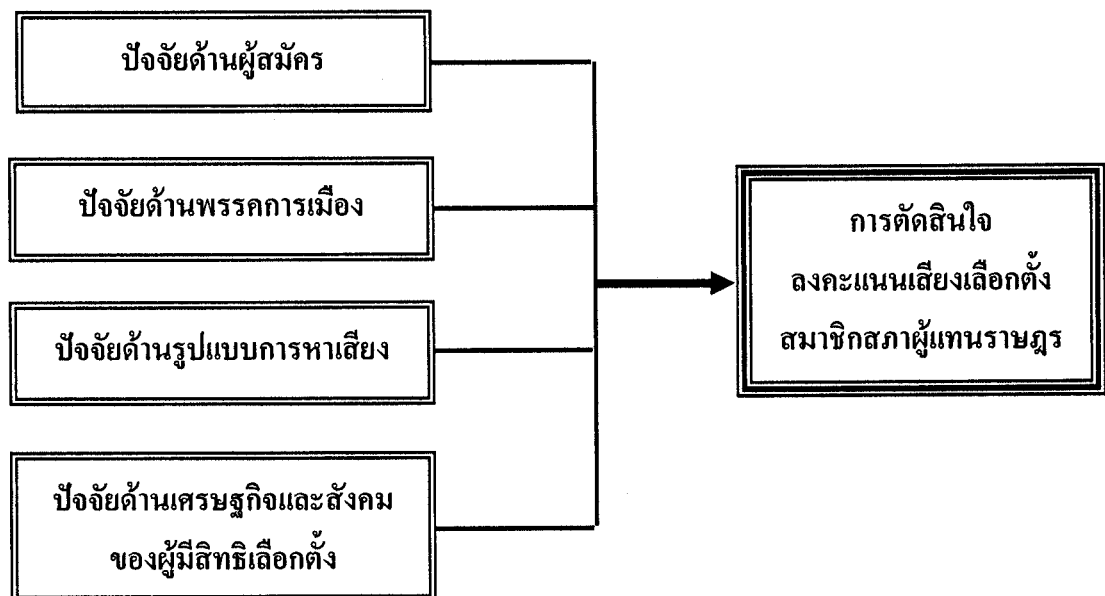 ปัจจัยด้านผู้สมัคร
ปัจจัยด้านพรรคการเมือง
ปัจจัยด้านรูปแบบการหาเสียง
ปัจจัยด้านเศรษฐกิจและสังคม
ของผู้มีสิทธิเลือกตั้ง
การตัดสินใจ
ลงคะแนนเสียงเลือกตั้ง
สมาชิกสภาผู้แทนราษฎร